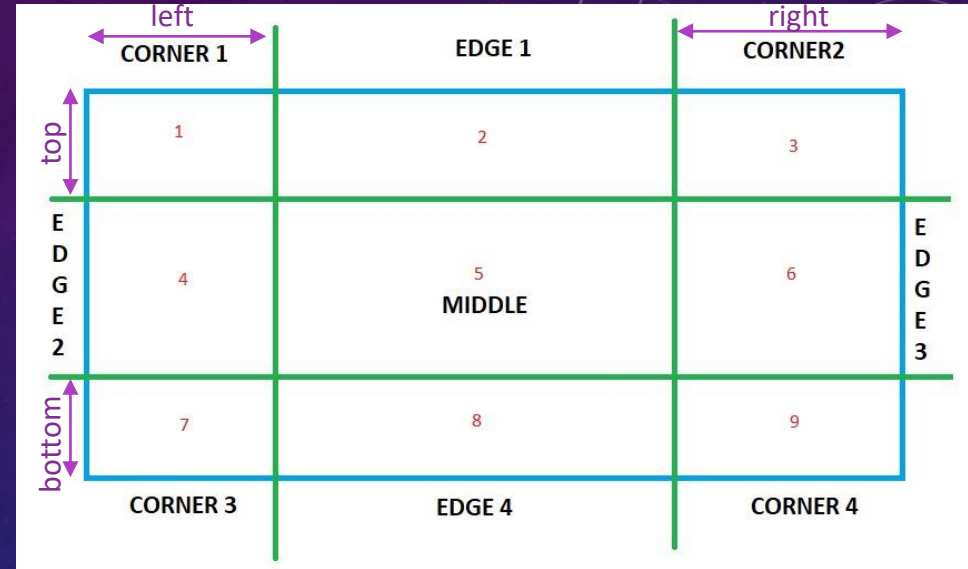 left
right
CORNER 1
EDGE 1
CORNER2
top
1
2
3
E
D
G
E
2
4
5
MIDDLE
6
E
D
G
E
3
bottom
7
8
9
CORNER 3
EDGE 4
CORNER 4